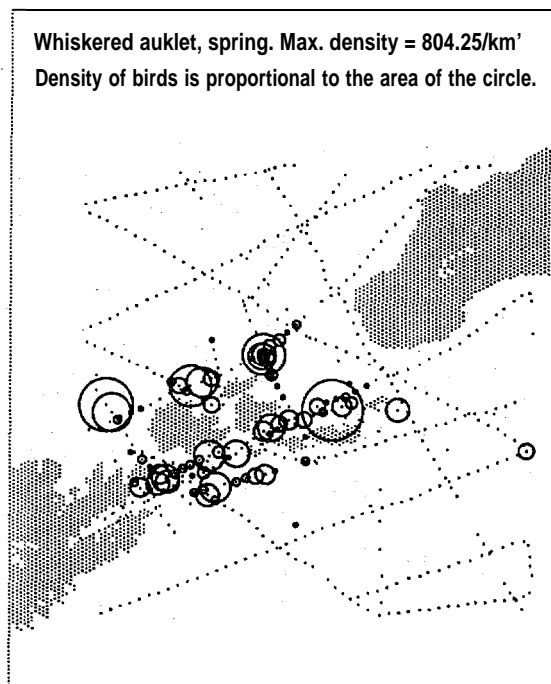 Whiskered auklet, spring. Max. density = 804.25/km'
Density of birds is proportional to the area of the circle.